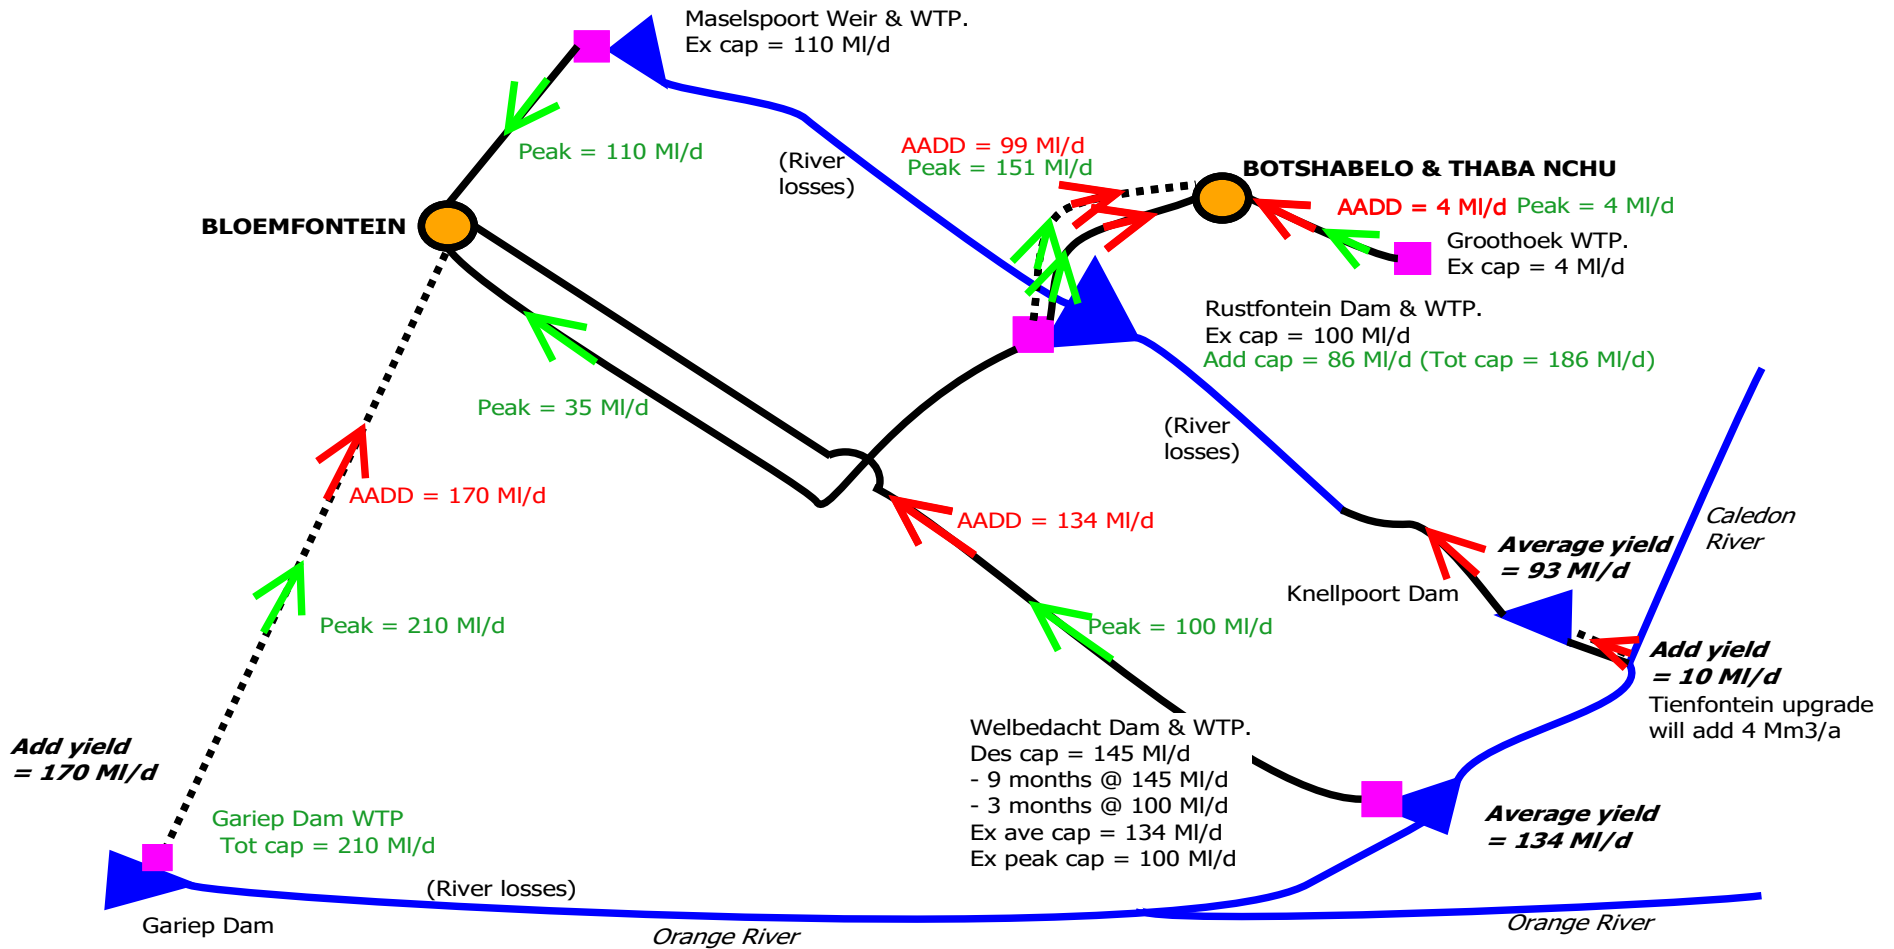 Maselspoort Weir & WTP.
Ex cap = 110 Ml/d
Peak = 110 Ml/d
(River
losses)
AADD = 99 Ml/d
Peak = 151 Ml/d
BOTSHABELO & THABA NCHU
AADD = 4 Ml/d Peak = 4 Ml/d
Groothoek WTP.
Ex cap = 4 Ml/d
BLOEMFONTEIN
Rustfontein Dam & WTP.
Ex cap = 100 Ml/d
Add cap = 86 Ml/d (Tot cap = 186 Ml/d)
Peak = 35 Ml/d
(River
losses)
AADD = 170 Ml/d
AADD = 134 Ml/d
Caledon
River
Average yield
= 93 Ml/d
Knellpoort Dam
Peak = 210 Ml/d
Peak = 100 Ml/d
Add yield
= 10 Ml/d
Tienfontein upgrade
will add 4 Mm3/a
Add yield
= 170 Ml/d
Welbedacht Dam & WTP.
Des cap = 145 Ml/d
- 9 months @ 145 Ml/d
- 3 months @ 100 Ml/d
Ex ave cap = 134 Ml/d
Ex peak cap = 100 Ml/d
Average yield
= 134 Ml/d
Gariep Dam WTP
Tot cap = 210 Ml/d
(River losses)
Gariep Dam
Orange River
Orange River